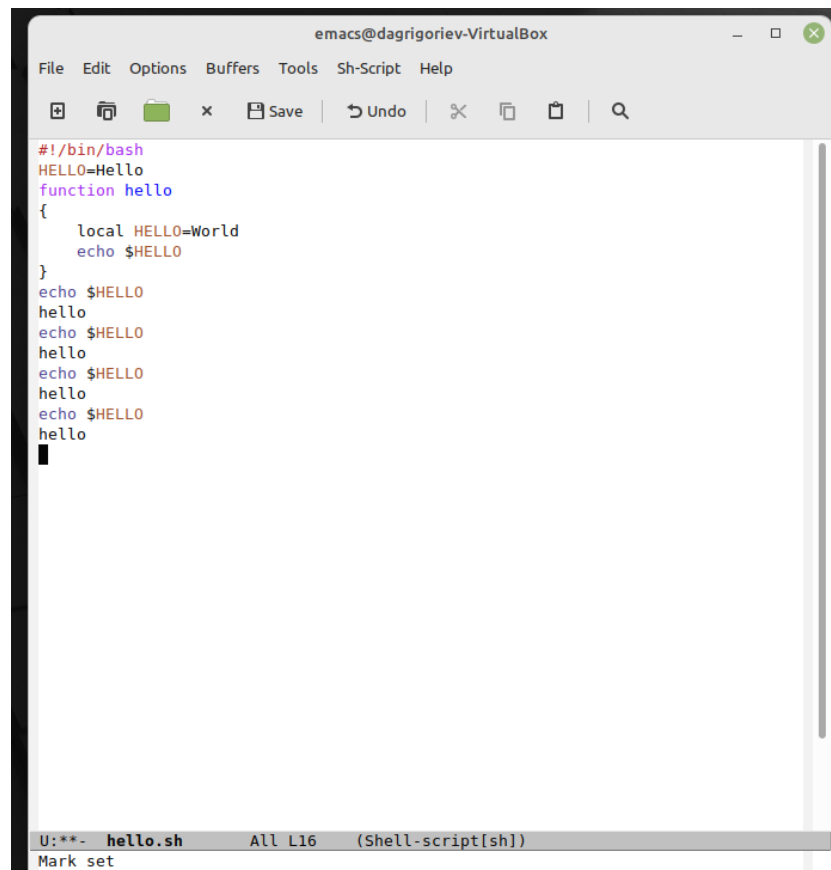 emacs@dagrigoriev-VirtualBox
File Edit Options Buffers Tools Sh-Script Help
Save Undo
#!/bin/bash
HELLO=Hello
function hello
{
    local HELLO=World
    echo $HELLO
}
echo $HELLO
hello
echo $HELLO
hello
echo $HELLO
hello
echo $HELLO
hello
U:**-  hello.sh       All L16    (Shell-script[sh])
Mark set